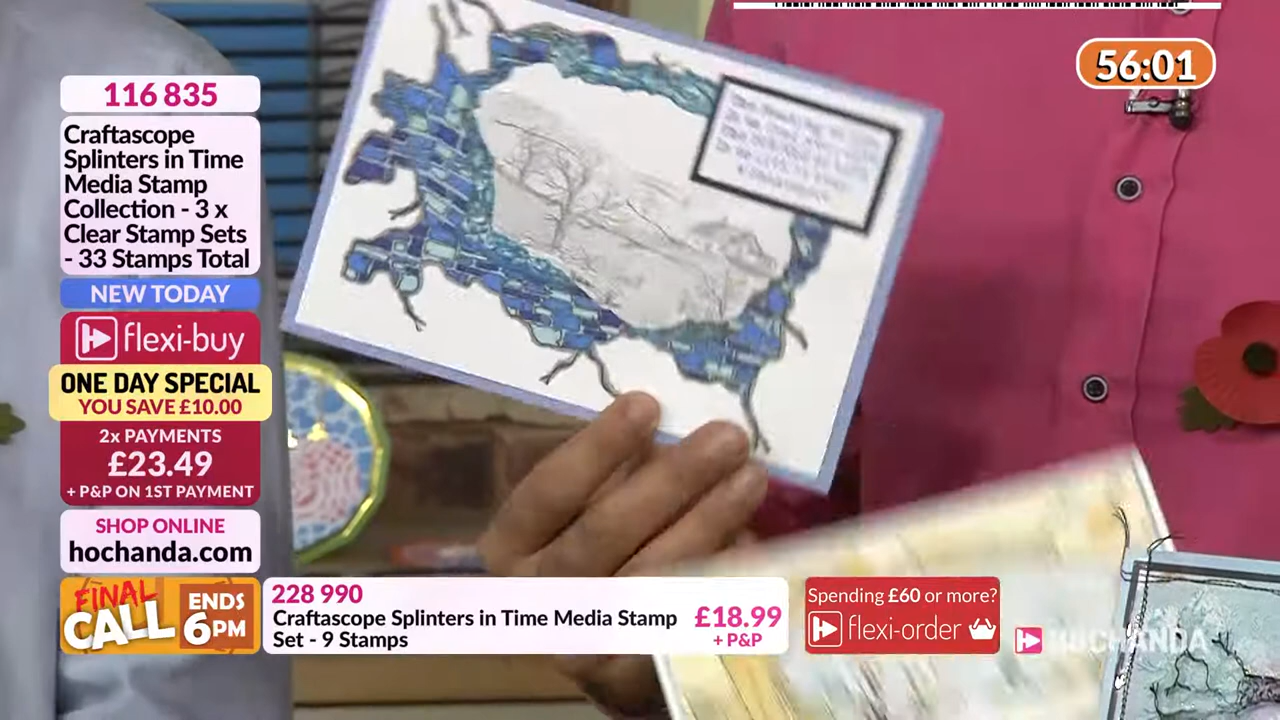 56:01
116 835
Craftascope
Splinters in Time
Media Stamp
Collection - 3 x
Clear Stamp Sets
- 33 Stamps Total
NEW TODAY
flexi-buy
ONE DAY SPECIAL
YOU SAVE £10.00
2x PAYMENTS
£23.49
+ P&P ON 1ST PAYMENT
SHOP ONLINE
hochanda.com
FINAL
CALL
ENDS
6PM
228 990
Craftascope Splinters in Time Media Stamp
Set - 9 Stamps
£18.99
+ P&P
Spending £60 or more?
flexi-order
HOCHANDA